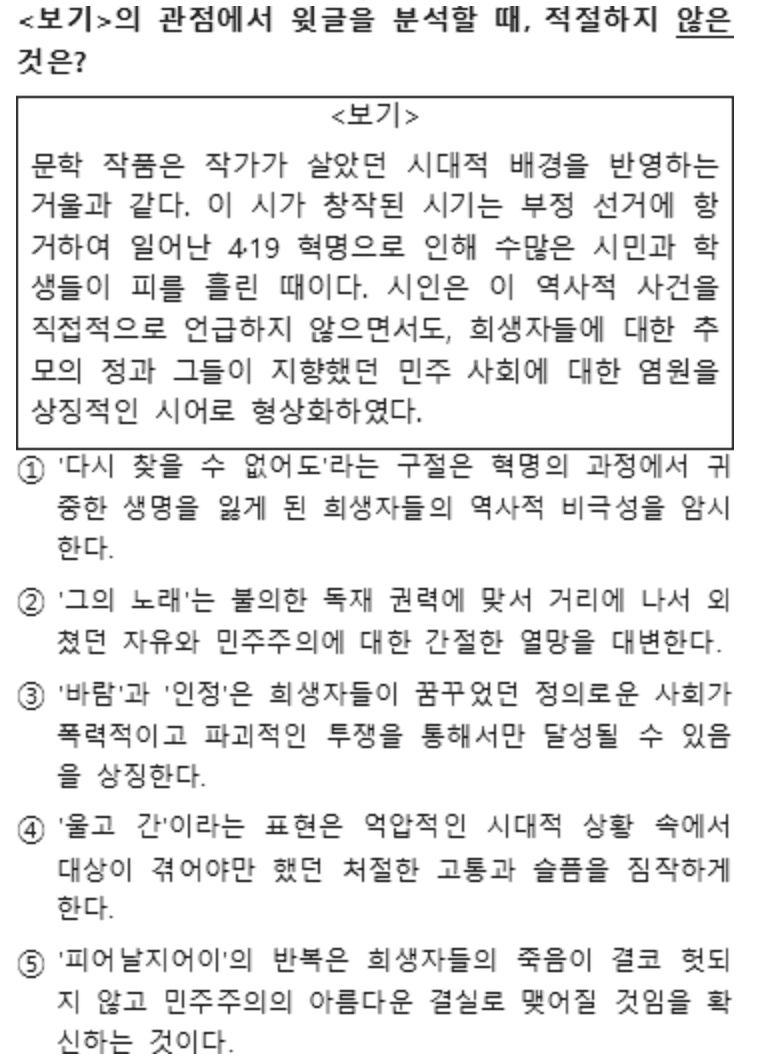 <보기>의 관점에서 윗글을 분석할 때, 적절하지 않은
것은?
<보기>
문학 작품은 작가가 살았던 시대적 배경을 반영하는
거울과 같다. 이 시가 창작된 시기는 부정 선거에 항
거하여 일어난 4·19 혁명으로 인해 수많은 시민과 학
생들이 피를 흘린 때이다. 시인은 이 역사적 사건을
직접적으로 언급하지 않으면서도, 희생자들에 대한 추
모의 정과 그들이 지향했던 민주 사회에 대한 염원을
상징적인 시어로 형상화하였다.
① '다시 찾을 수 없어도'라는 구절은 혁명의 과정에서 귀
중한 생명을 잃게 된 희생자들의 역사적 비극성을 암시
한다.
② '그의 노래'는 불의한 독재 권력에 맞서 거리에 나서 외
쳤던 자유와 민주주의에 대한 간절한 열망을 대변한다.
③ '바람'과 '인정'은 희생자들이 꿈꾸었던 정의로운 사회가
폭력적이고 파괴적인 투쟁을 통해서만 달성될 수 있음
을 상징한다.
④ '울고 간'이라는 표현은 억압적인 시대적 상황 속에서
대상이 겪어야만 했던 처절한 고통과 슬픔을 짐작하게
한다.
⑤ '피어날지어이'의 반복은 희생자들의 죽음이 결코 헛되
지 않고 민주주의의 아름다운 결실로 맺어질 것임을 확
신하는 것이다.